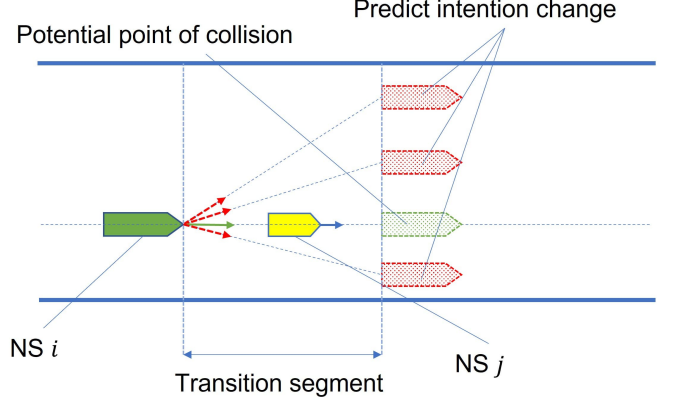 Predict intention change
Potential point of collision
NS i
NS j
Transition segment